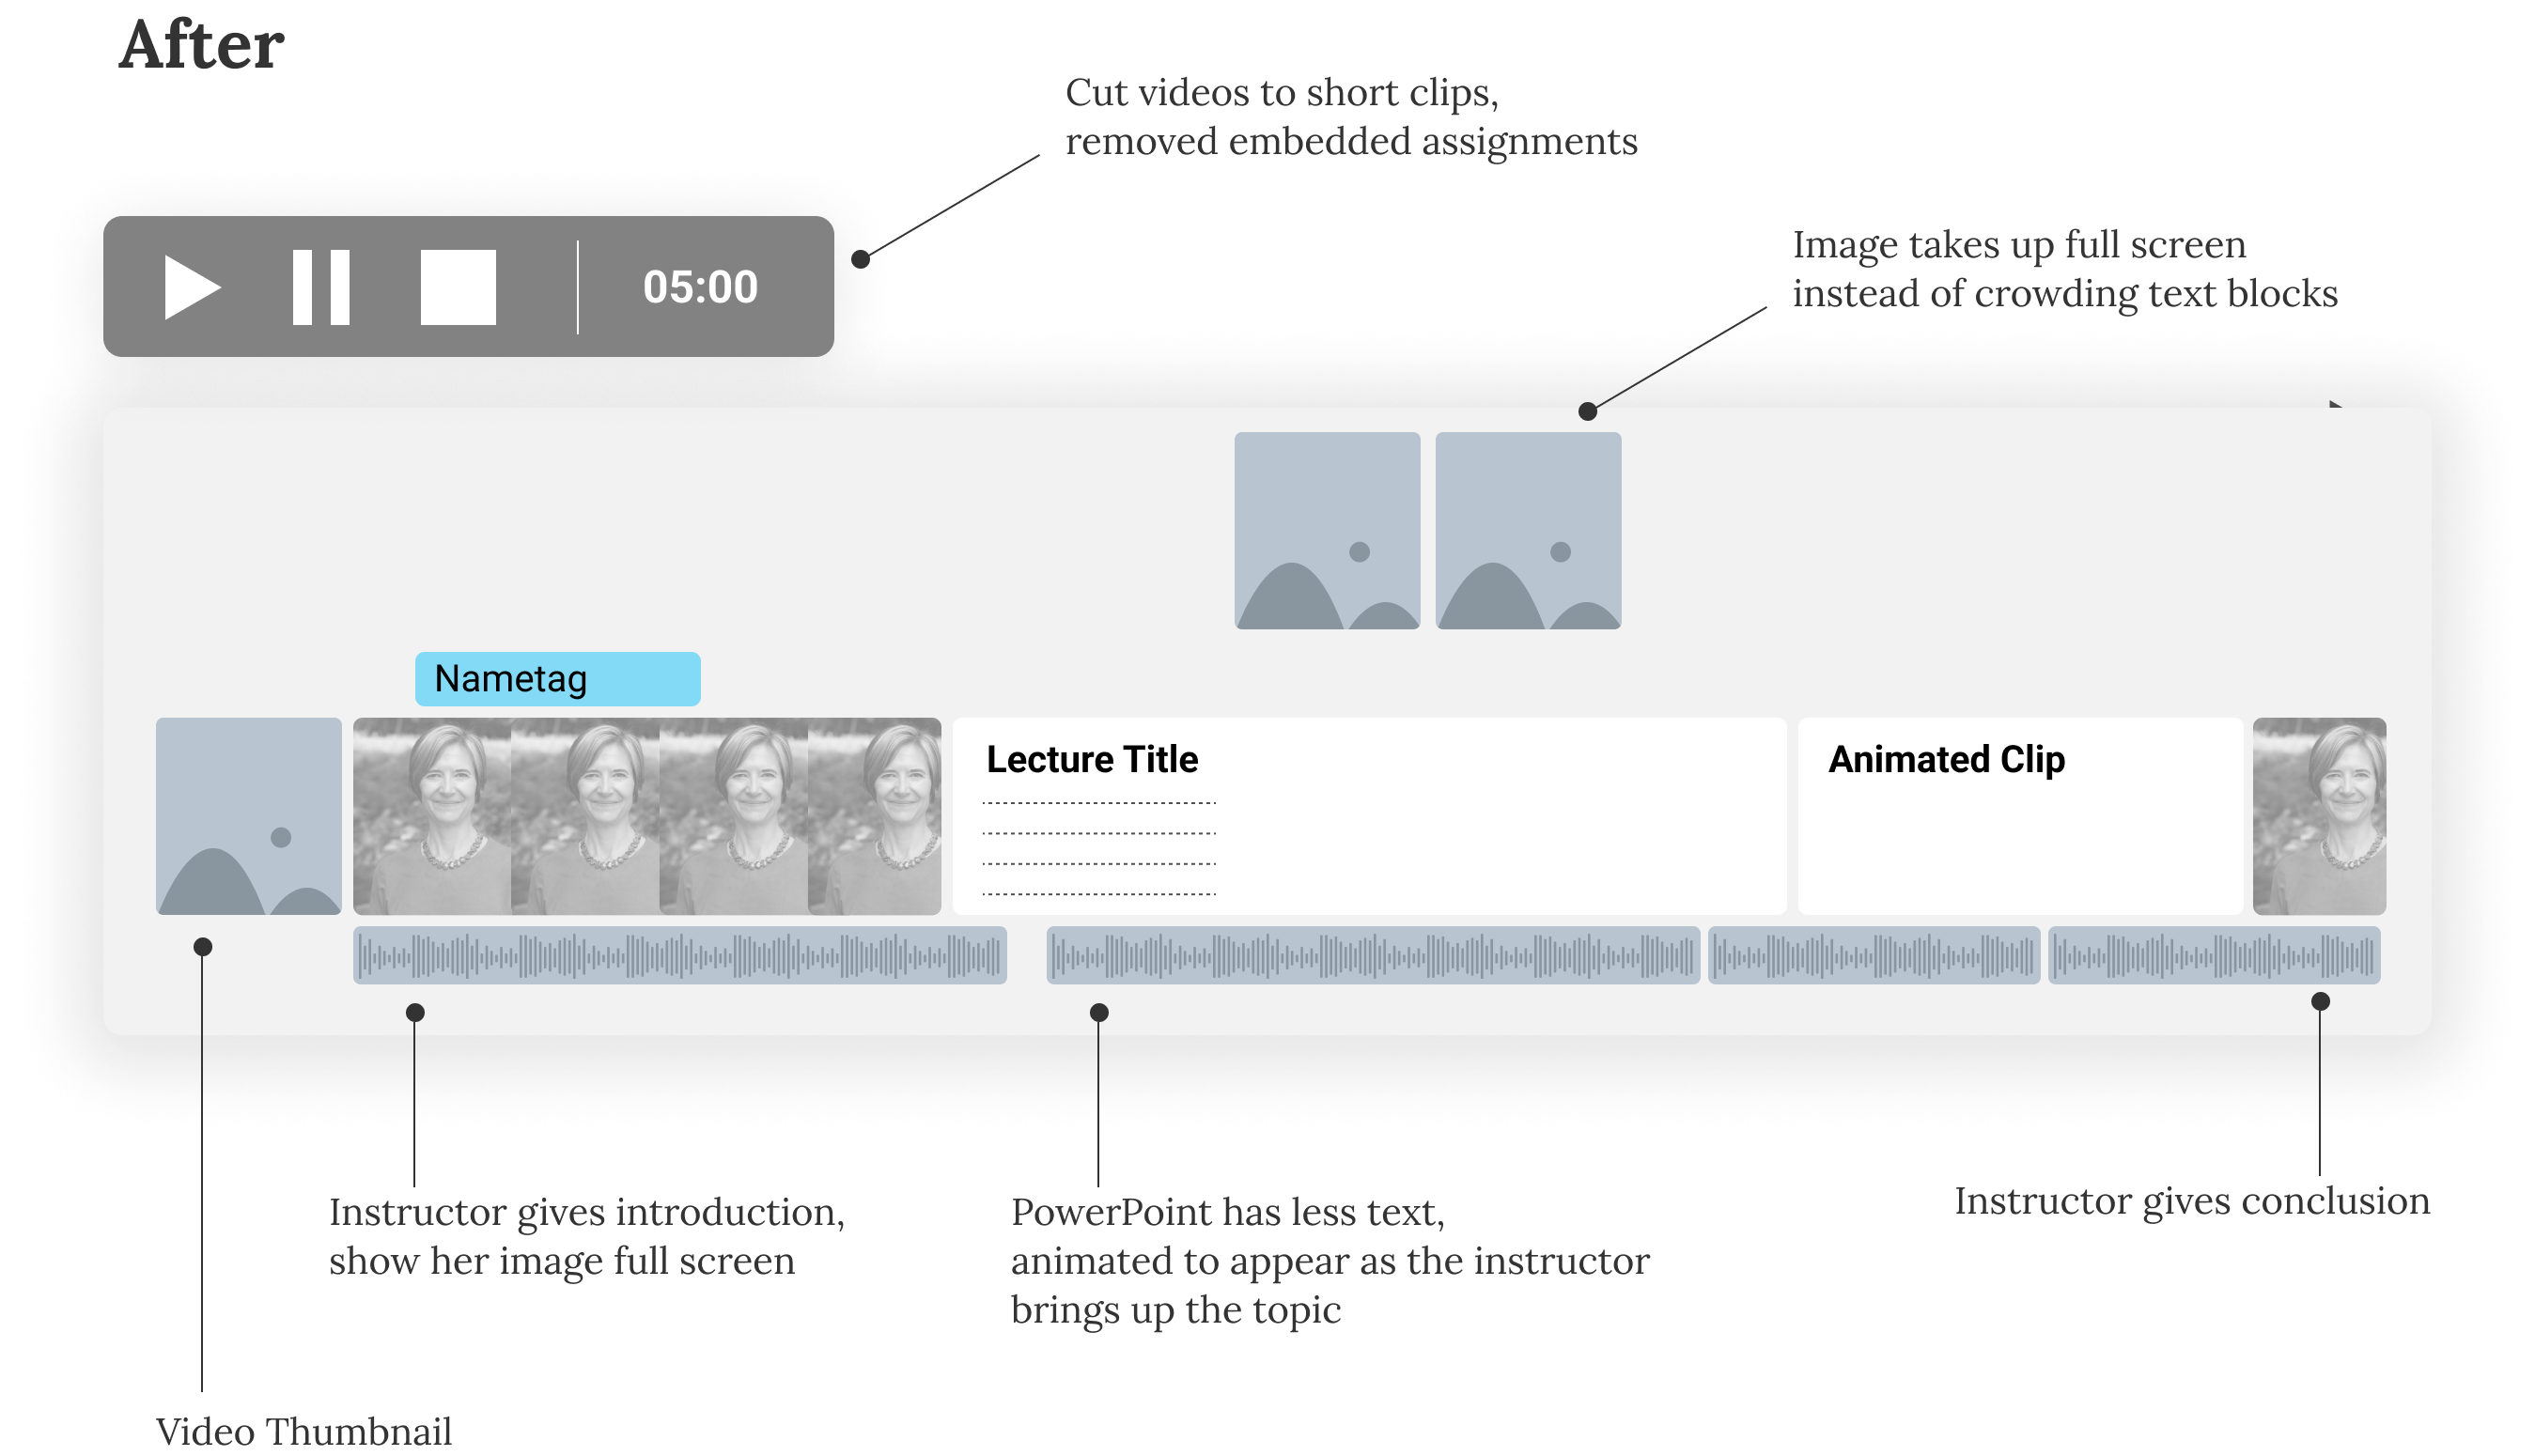 After
Cut videos to short clips,
removed embedded assignments
05:00
Image takes up full screen
instead of crowding text blocks
Nametag
Lecture Title
Animated Clip
Instructor gives introduction,
show her image full screen
PowerPoint has less text,
animated to appear as the instructor
brings up the topic
Instructor gives conclusion
Video Thumbnail